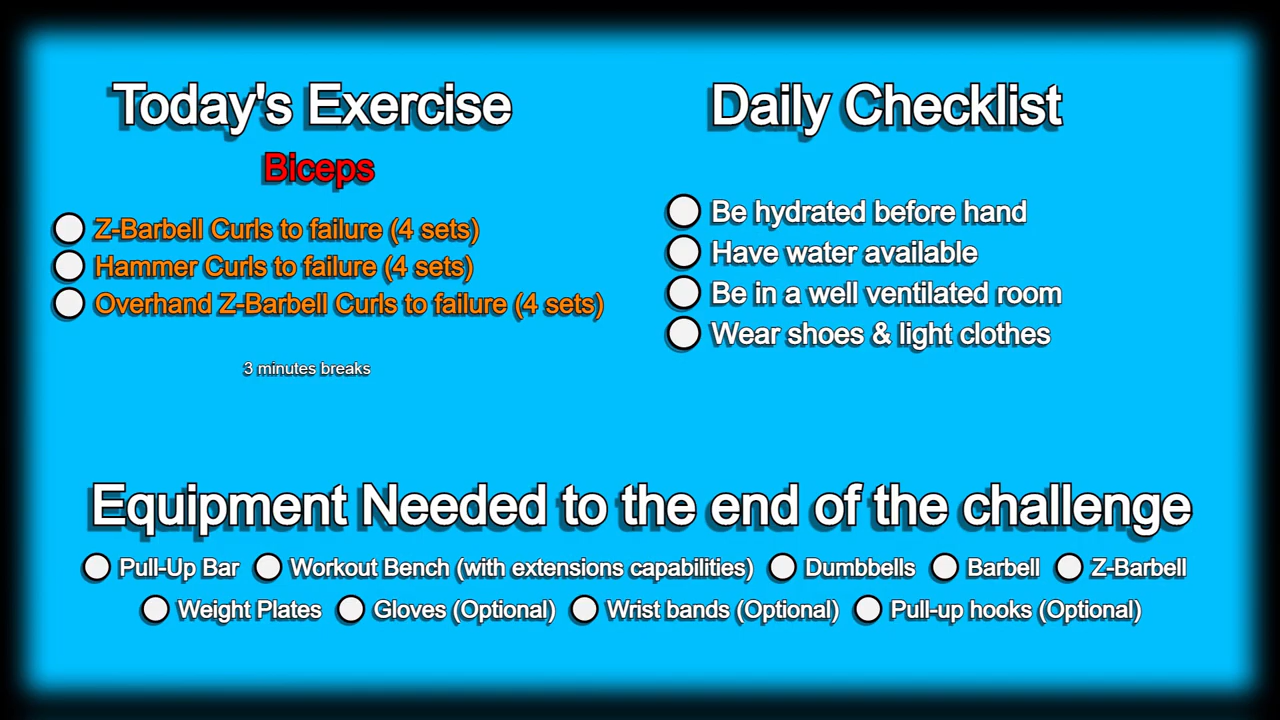 Today's Exercise
Biceps
Z-Barbell Curls to failure (4 sets)
Hammer Curls to failure (4 sets)
Overhand Z-Barbell Curls to failure (4 sets)
3 minutes breaks
Daily Checklist
Be hydrated before hand
Have water available
Be in a well ventilated room
Wear shoes & light clothes
Equipment Needed to the end of the challenge
Pull-Up Bar Workout Bench (with extensions capabilities) Dumbbells Barbell Z-Barbell
Weight Plates Gloves (Optional) Wrist bands (Optional) Pull-up hooks (Optional)